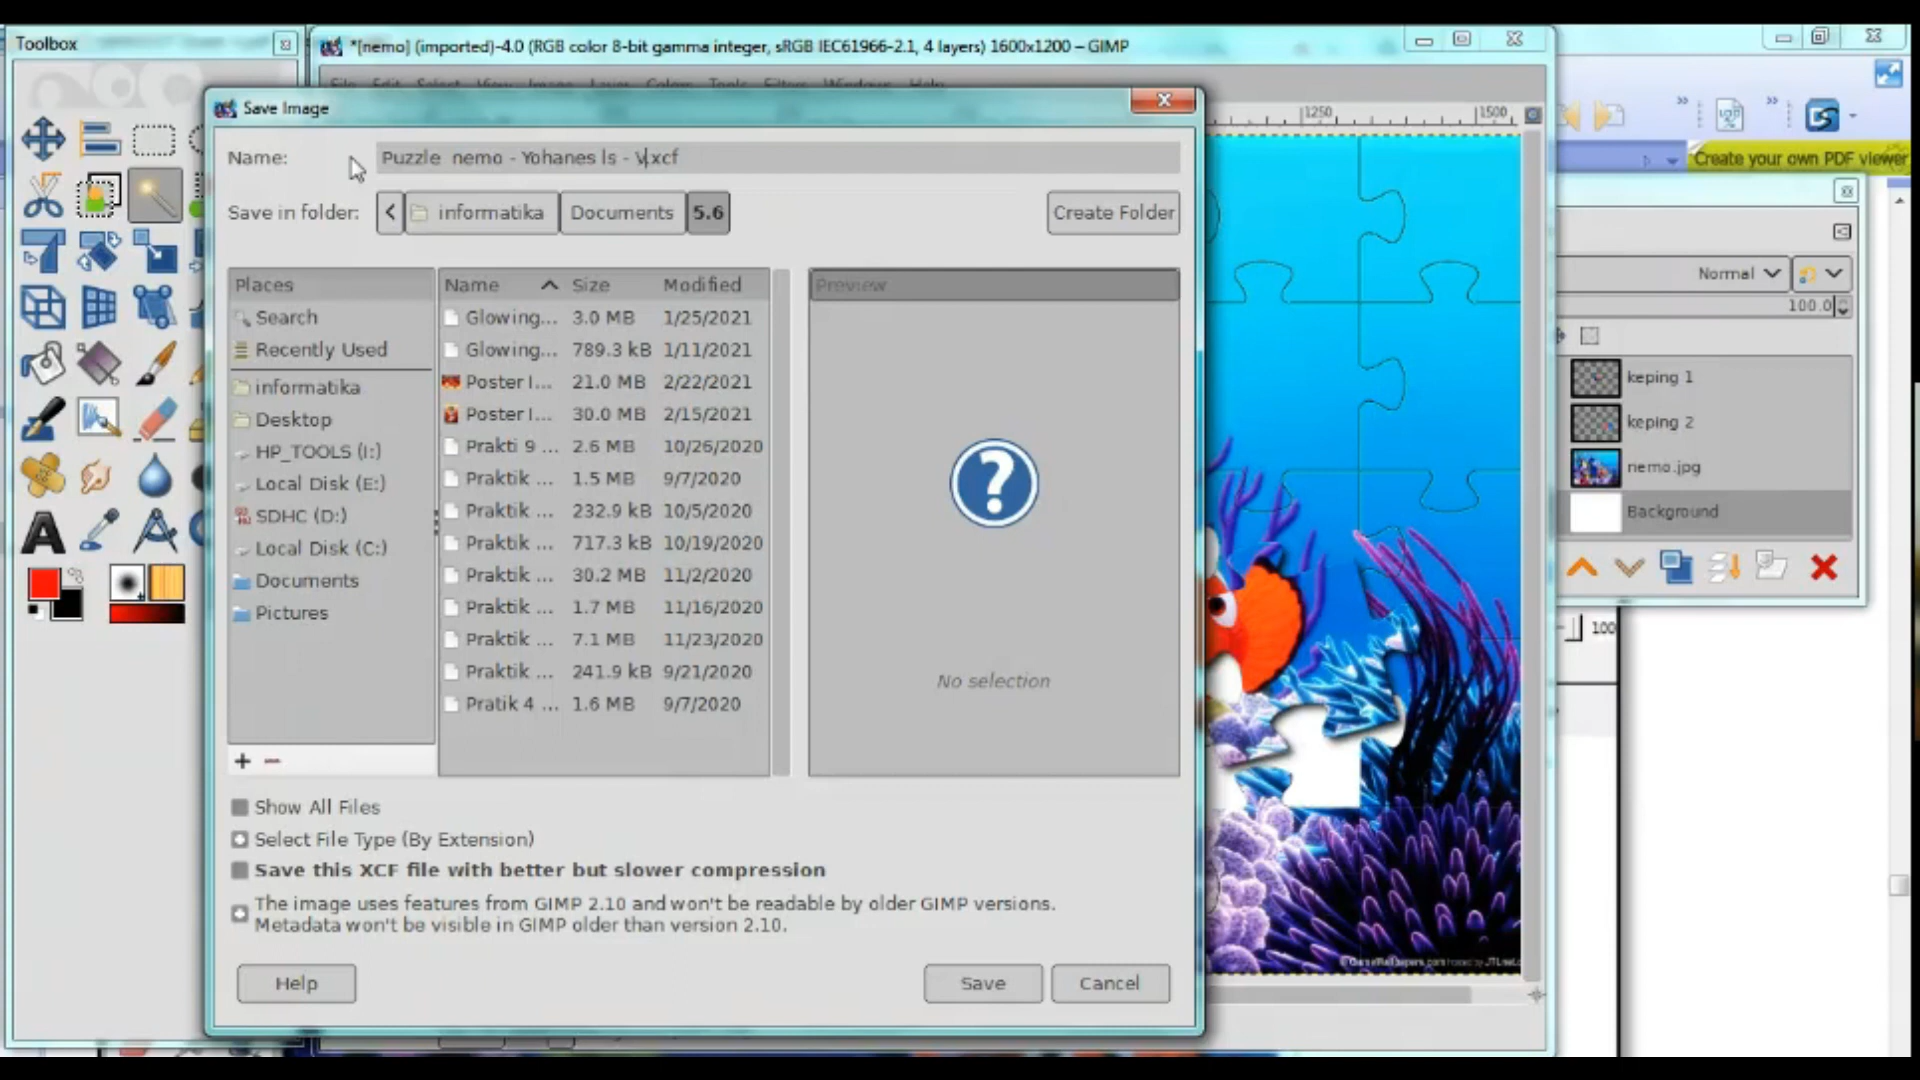 Toolbox
*[nemo] (imported)-4.0 (RGB color 8-bit gamma integer, sRGB IEC61966-2.1, 4 layers) 1600x1200 – GIMP
File Edit Select View Image Layer Colors Tools Filters Windows Help
Save Image
Name:
Puzzle nemo - Yohanes ls - \.xcf
Save in folder:
informatika
Documents
5.6
Create Folder
Places
Search
Recently Used
informatika
Desktop
HP_TOOLS (I:)
Local Disk (E:)
SDHC (D:)
Local Disk (C:)
Documents
Pictures
Name Size Modified
Glowing... 3.0 MB 1/25/2021
Glowing... 789.3 kB 1/11/2021
Poster I... 21.0 MB 2/22/2021
Poster I... 30.0 MB 2/15/2021
Prakti 9 ... 2.6 MB 10/26/2020
Praktik ... 1.5 MB 9/7/2020
Praktik ... 232.9 kB 10/5/2020
Praktik ... 717.3 kB 10/19/2020
Praktik ... 30.2 MB 11/2/2020
Praktik ... 1.7 MB 11/16/2020
Praktik ... 7.1 MB 11/23/2020
Praktik ... 241.9 kB 9/21/2020
Pratik 4 ... 1.6 MB 9/7/2020
Preview
No selection
Show All Files
Select File Type (By Extension)
Save this XCF file with better but slower compression
The image uses features from GIMP 2.10 and won't be readable by older GIMP versions.
Metadata won't be visible in GIMP older than version 2.10.
Help
Save
Cancel
1250
1500
Create your own PDF viewer
Normal
100.0
keping 1
keping 2
nemo.jpg
Background
100